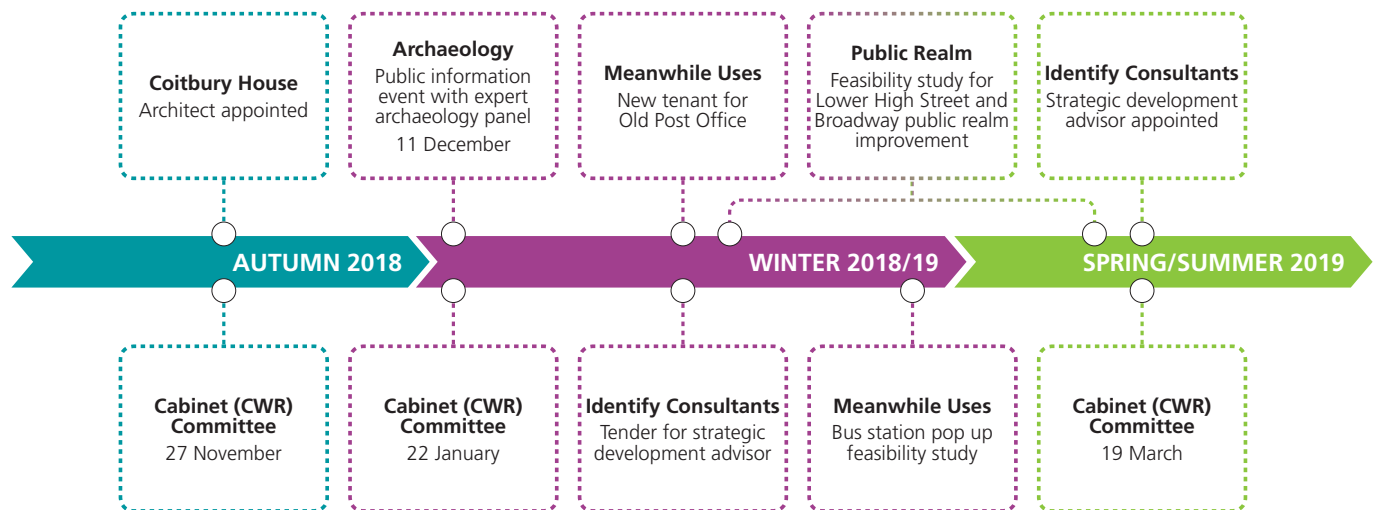 Coitbury House
Architect appointed
Archaeology
Public information
event with expert
archaeology panel
11 December
Meanwhile Uses
New tenant for
Old Post Office
Public Realm
Feasibility study for
Lower High Street and
Broadway public realm
improvement
Identify Consultants
Strategic development
advisor appointed
AUTUMN 2018
WINTER 2018/19
SPRING/SUMMER 2019
Cabinet (CWR)
Committee
27 November
Cabinet (CWR)
Committee
22 January
Identify Consultants
Tender for strategic
development advisor
Meanwhile Uses
Bus station pop up
feasibility study
Cabinet (CWR)
Committee
19 March